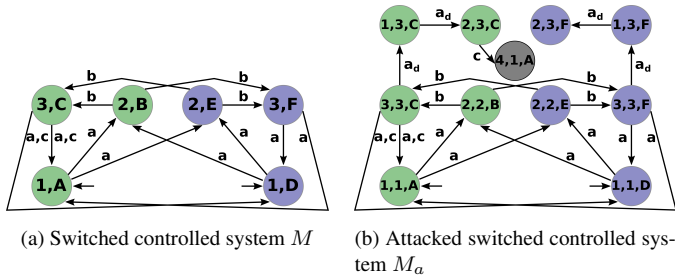 1,3,C a_d 2,3,C 2,3,F a_d 1,3,F
c 4,1,A
a_d a_d
b b b b
3,C b 2,B 2,E b 3,F
3,3,C b 2,2,B 2,2,E b 3,3,F
a,c a,c a a a a
a,c a,c a a a a
a a
a a
1,A 1,D
1,1,A 1,1,D
(a) Switched controlled system M
(b) Attacked switched controlled sys-
tem M_a